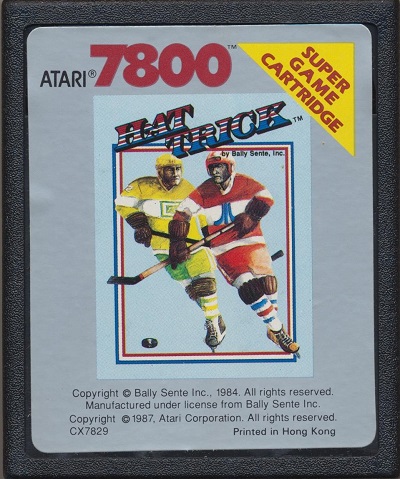 ATARI® 7800™
SUPER
GAME
CARTRIDGE
HAT
TRICK™
by Bally Sente, Inc.
Copyright © Bally Sente Inc., 1984. All rights reserved.
Manufactured under license from Bally Sente Inc.
Copyright ©1987, Atari Corporation. All rights reserved.
CX7829 Printed in Hong Kong